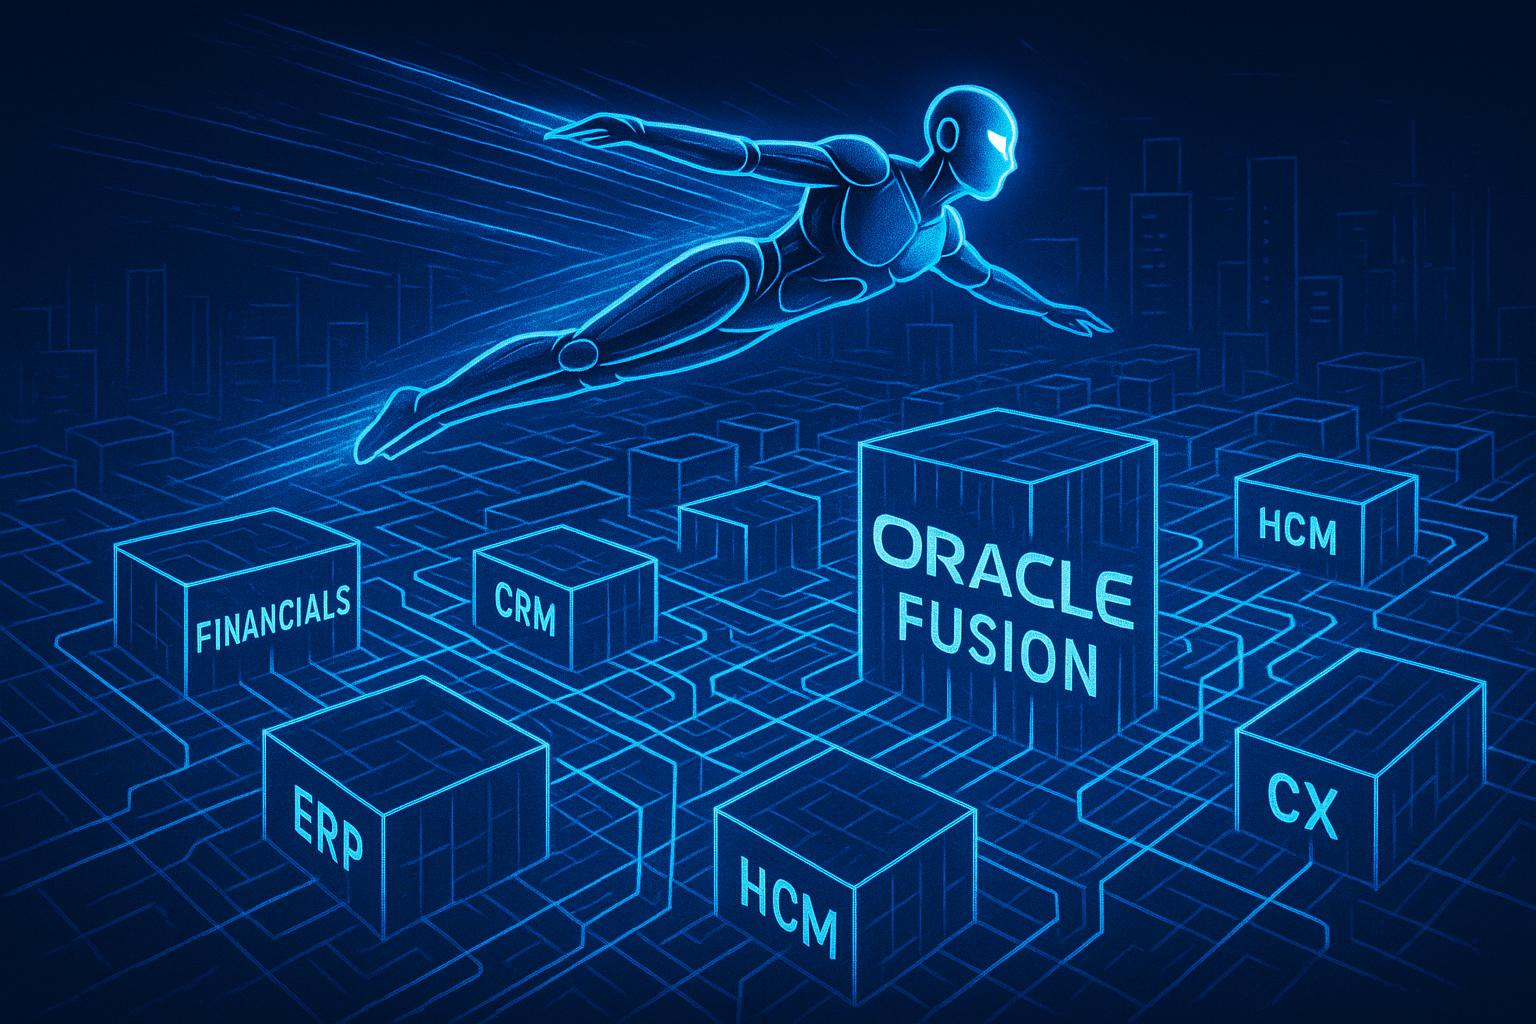 ORACLE
FUSION
HCM
FINANCIALS
CRM
ERP
HCM
CX